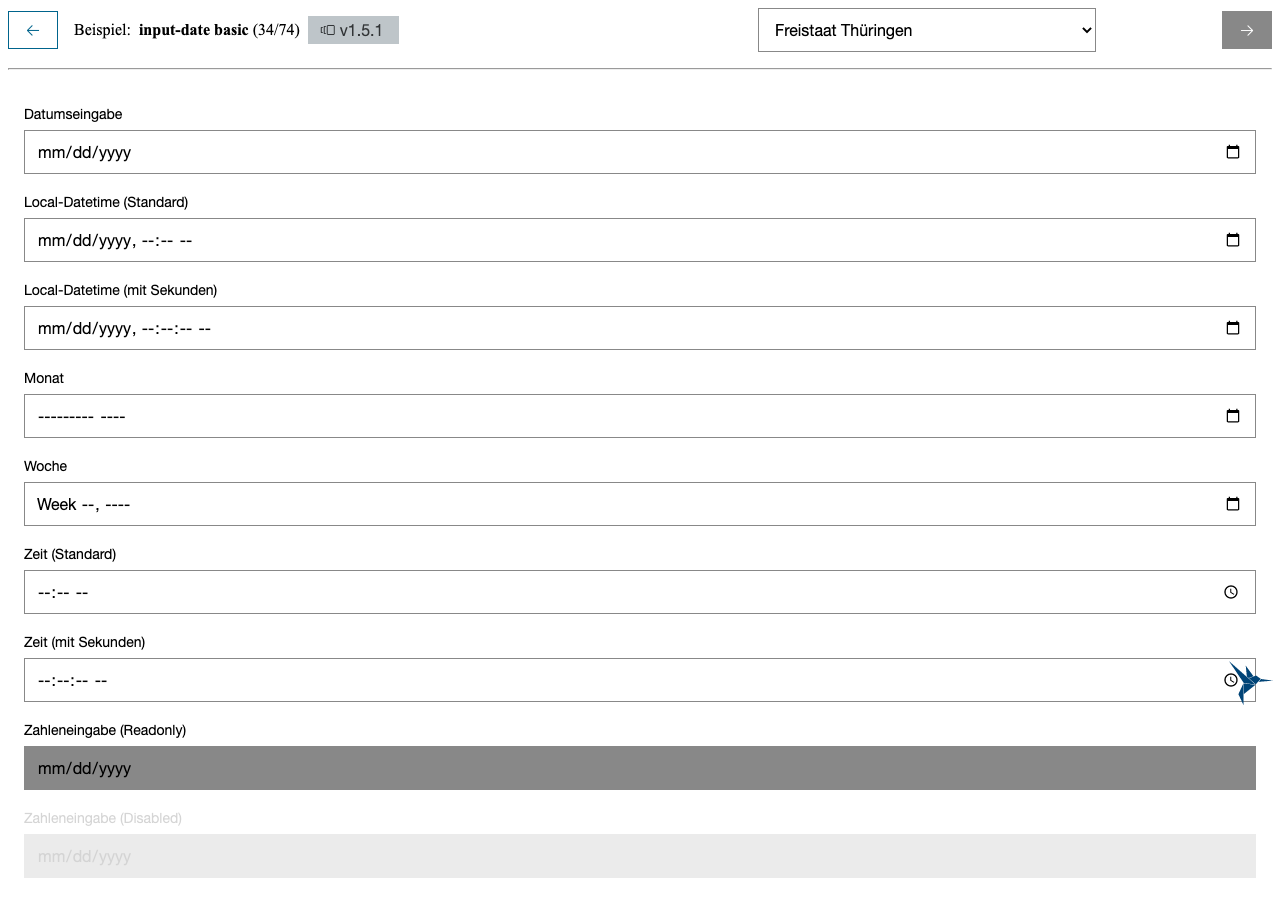 Beispiel: input-date basic (34/74) v1.5.1 Freistaat Thüringen
Datumseingabe
mm/dd/yyyy
Local-Datetime (Standard)
mm/dd/yyyy, --:-- --
Local-Datetime (mit Sekunden)
mm/dd/yyyy, --:--:-- --
Monat
--------- ----
Woche
Week --, ----
Zeit (Standard)
--:-- --
Zeit (mit Sekunden)
--:--:-- --
Zahleneingabe (Readonly)
mm/dd/yyyy
Zahleneingabe (Disabled)
mm/dd/yyyy